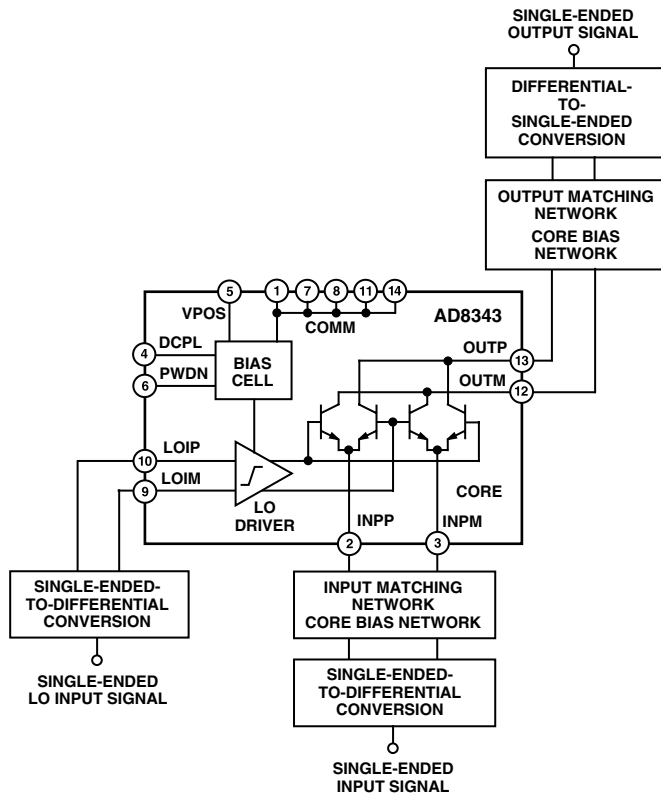 SINGLE-ENDED
OUTPUT SIGNAL
DIFFERENTIAL-
TO-
SINGLE-ENDED
CONVERSION
OUTPUT MATCHING
NETWORK
CORE BIAS
NETWORK
5
1
7
8
11
14
VPOS
COMM
AD8343
4
DCPL
6
PWDN
BIAS
CELL
OUTP
13
OUTM
12
10
LOIP
9
LOIM
LO
DRIVER
CORE
INPP
INPM
2
3
SINGLE-ENDED-
TO-DIFFERENTIAL
CONVERSION
SINGLE-ENDED
LO INPUT SIGNAL
INPUT MATCHING
NETWORK
CORE BIAS NETWORK
SINGLE-ENDED-
TO-DIFFERENTIAL
CONVERSION
SINGLE-ENDED
INPUT SIGNAL